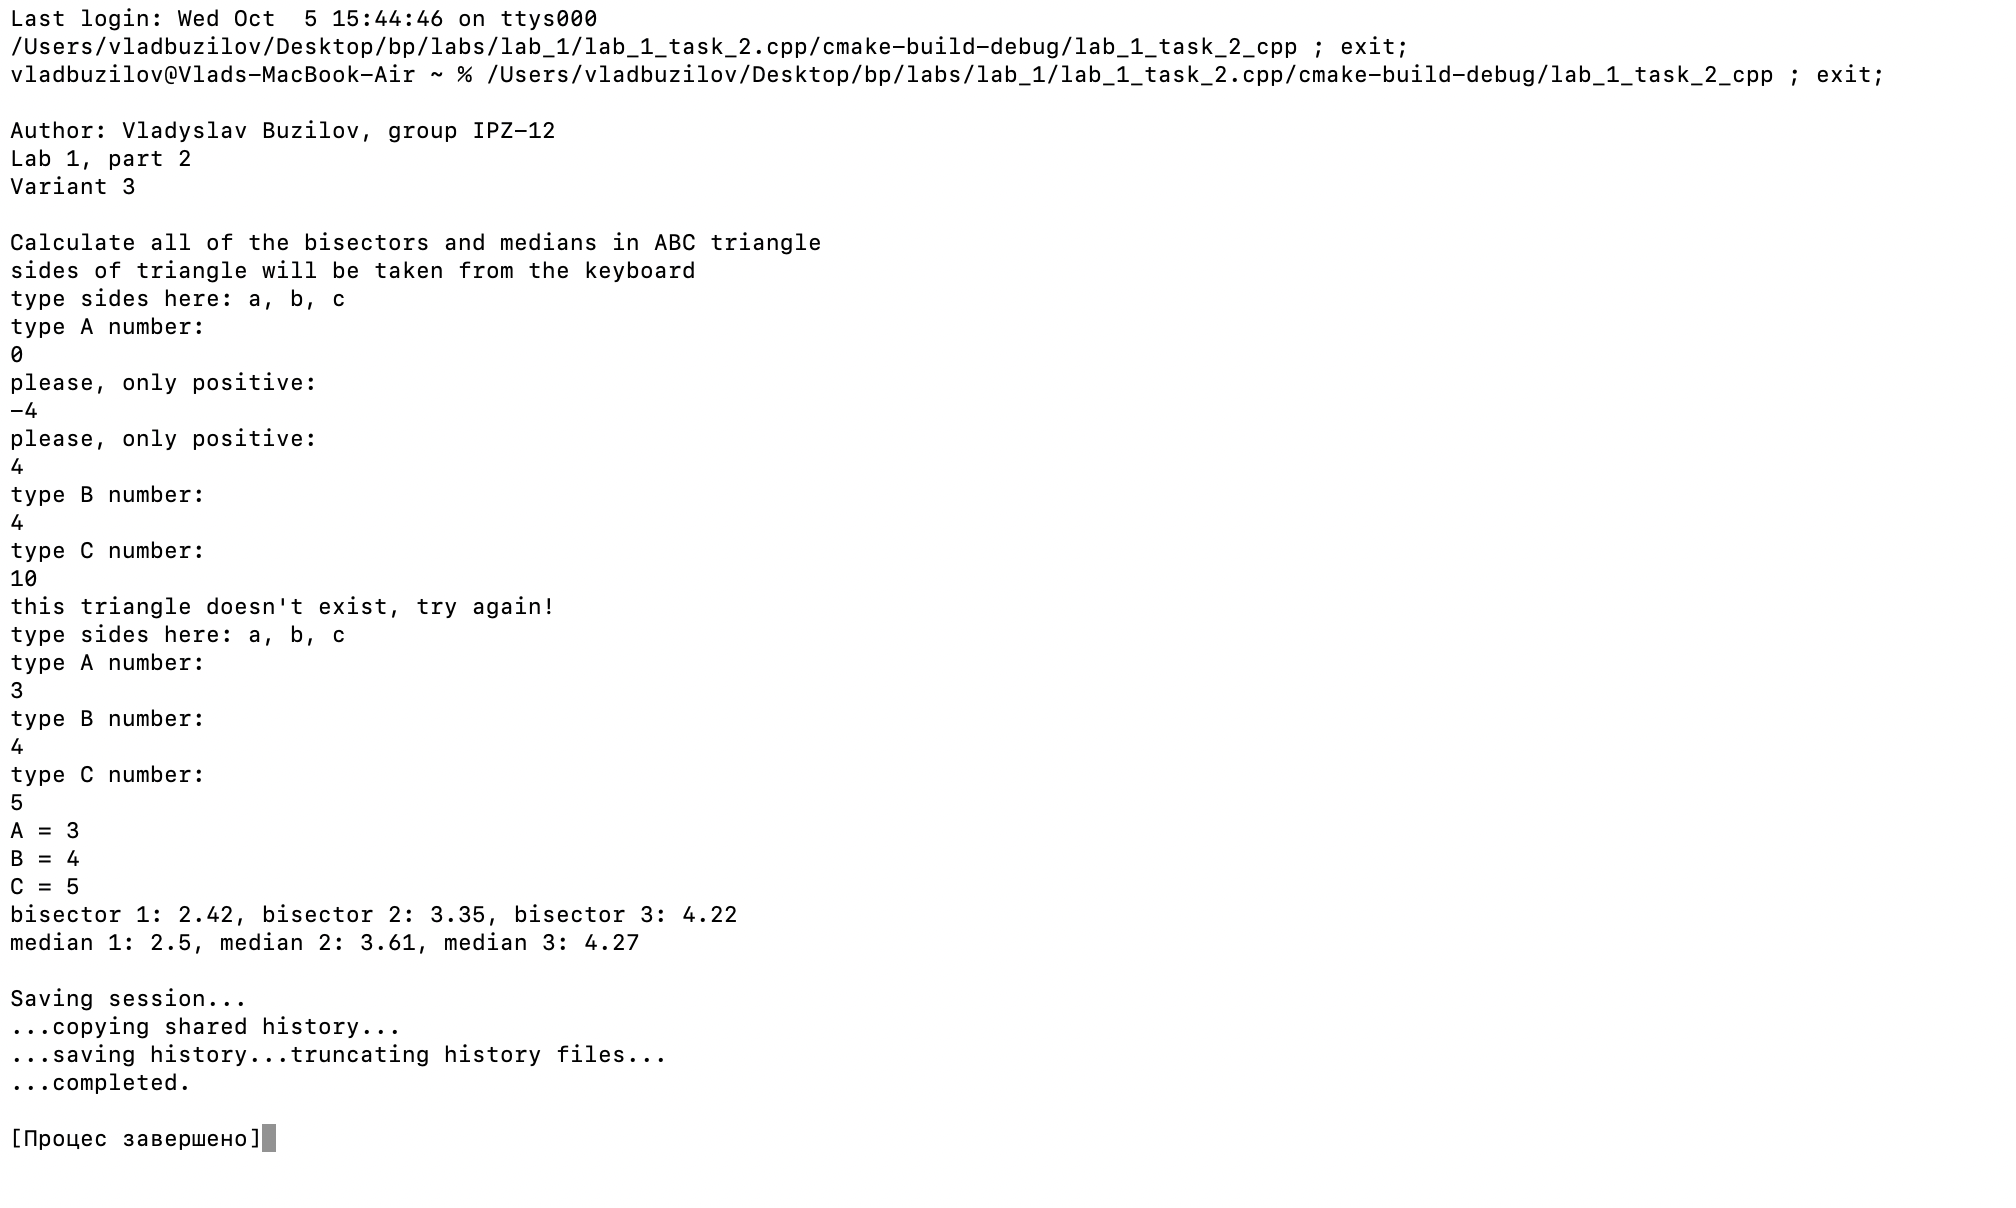 Last login: Wed Oct  5 15:44:46 on ttys000
/Users/vladbuzilov/Desktop/bp/labs/lab_1/lab_1_task_2.cpp/cmake-build-debug/lab_1_task_2_cpp ; exit;
vladbuzilov@Vlads-MacBook-Air ~ % /Users/vladbuzilov/Desktop/bp/labs/lab_1/lab_1_task_2.cpp/cmake-build-debug/lab_1_task_2_cpp ; exit;
Author: Vladyslav Buzilov, group IPZ-12
Lab 1, part 2
Variant 3
Calculate all of the bisectors and medians in ABC triangle
sides of triangle will be taken from the keyboard
type sides here: a, b, c
type A number:
0
please, only positive:
-4
please, only positive:
4
type B number:
4
type C number:
10
this triangle doesn't exist, try again!
type sides here: a, b, c
type A number:
3
type B number:
4
type C number:
5
A = 3
B = 4
C = 5
bisector 1: 2.42, bisector 2: 3.35, bisector 3: 4.22
median 1: 2.5, median 2: 3.61, median 3: 4.27
Saving session...
...copying shared history...
...saving history...truncating history files...
...completed.
[Процес завершено]